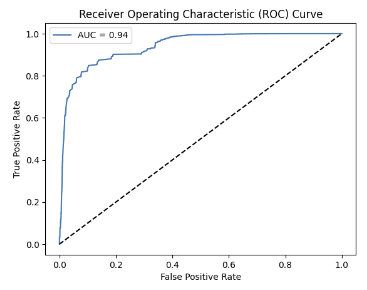 Receiver Operating Characteristic (ROC) Curve
AUC = 0.94
True Positive Rate
1.0
0.8
0.6
0.4
0.2
0.0
0.0 0.2 0.4 0.6 0.8 1.0
False Positive Rate